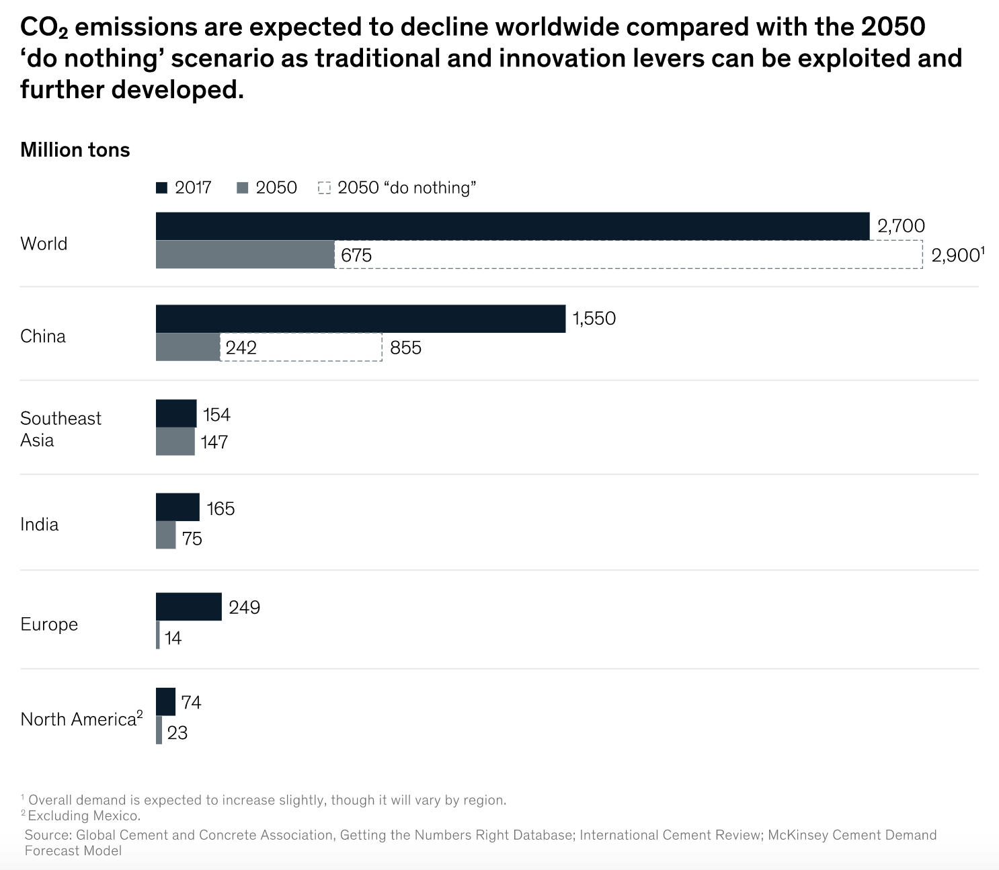 CO₂ emissions are expected to decline worldwide compared with the 2050
‘do nothing’ scenario as traditional and innovation levers can be exploited and
further developed.
Million tons
2017 2050 2050 “do nothing”
World
2,700
675
2,900¹
China
1,550
242
855
Southeast
Asia
154
147
India
165
75
Europe
249
14
North America²
74
23
¹ Overall demand is expected to increase slightly, though it will vary by region.
² Excluding Mexico.
Source: Global Cement and Concrete Association, Getting the Numbers Right Database; International Cement Review; McKinsey Cement Demand
Forecast Model